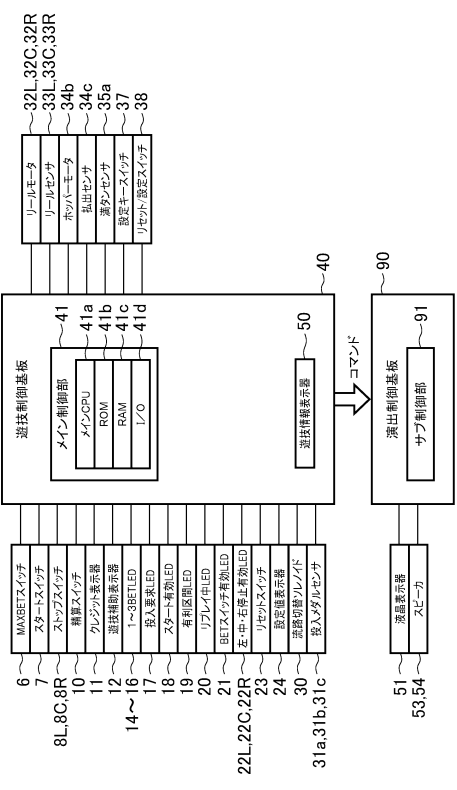 32L,32C,32R
33L,33C,33R
34b
34c
35a
37
38
リールモータ
リールセンサ
ホッパーモータ
払出センサ
満タンセンサ
設定キースイッチ
リセット/設定スイッチ
遊技制御基板
40
メイン制御部
41
メインCPU
41a
ROM
41b
RAM
41c
I/O
41d
遊技情報表示器
50
コマンド
演出制御基板
90
サブ制御部
91
MAXBETスイッチ
スタートスイッチ
ストップスイッチ
精算スイッチ
クレジット表示器
遊技補助表示器
1~3BETLED
投入要求LED
スタート有効LED
有利区間LED
リプレイ中LED
BETスイッチ有効LED
左・中・右停止有効LED
リセットスイッチ
設定値表示器
流路切替ソレノイド
投入メダルセンサ
6
7
8L,8C,8R
10
11
12
14~16
17
18
19
20
21
22L,22C,22R
23
24
30
31a,31b,31c
液晶表示器
スピーカ
51
53,54